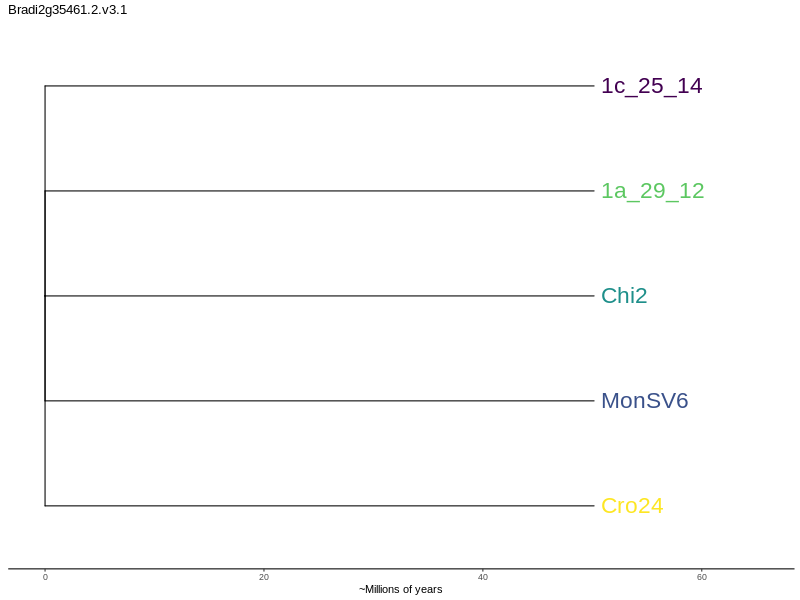 Bradi2g35461.2.v3.1
1c_25_14
1a_29_12
Chi2
MonSV6
Cro24
0 20 40 60
~Millions of years